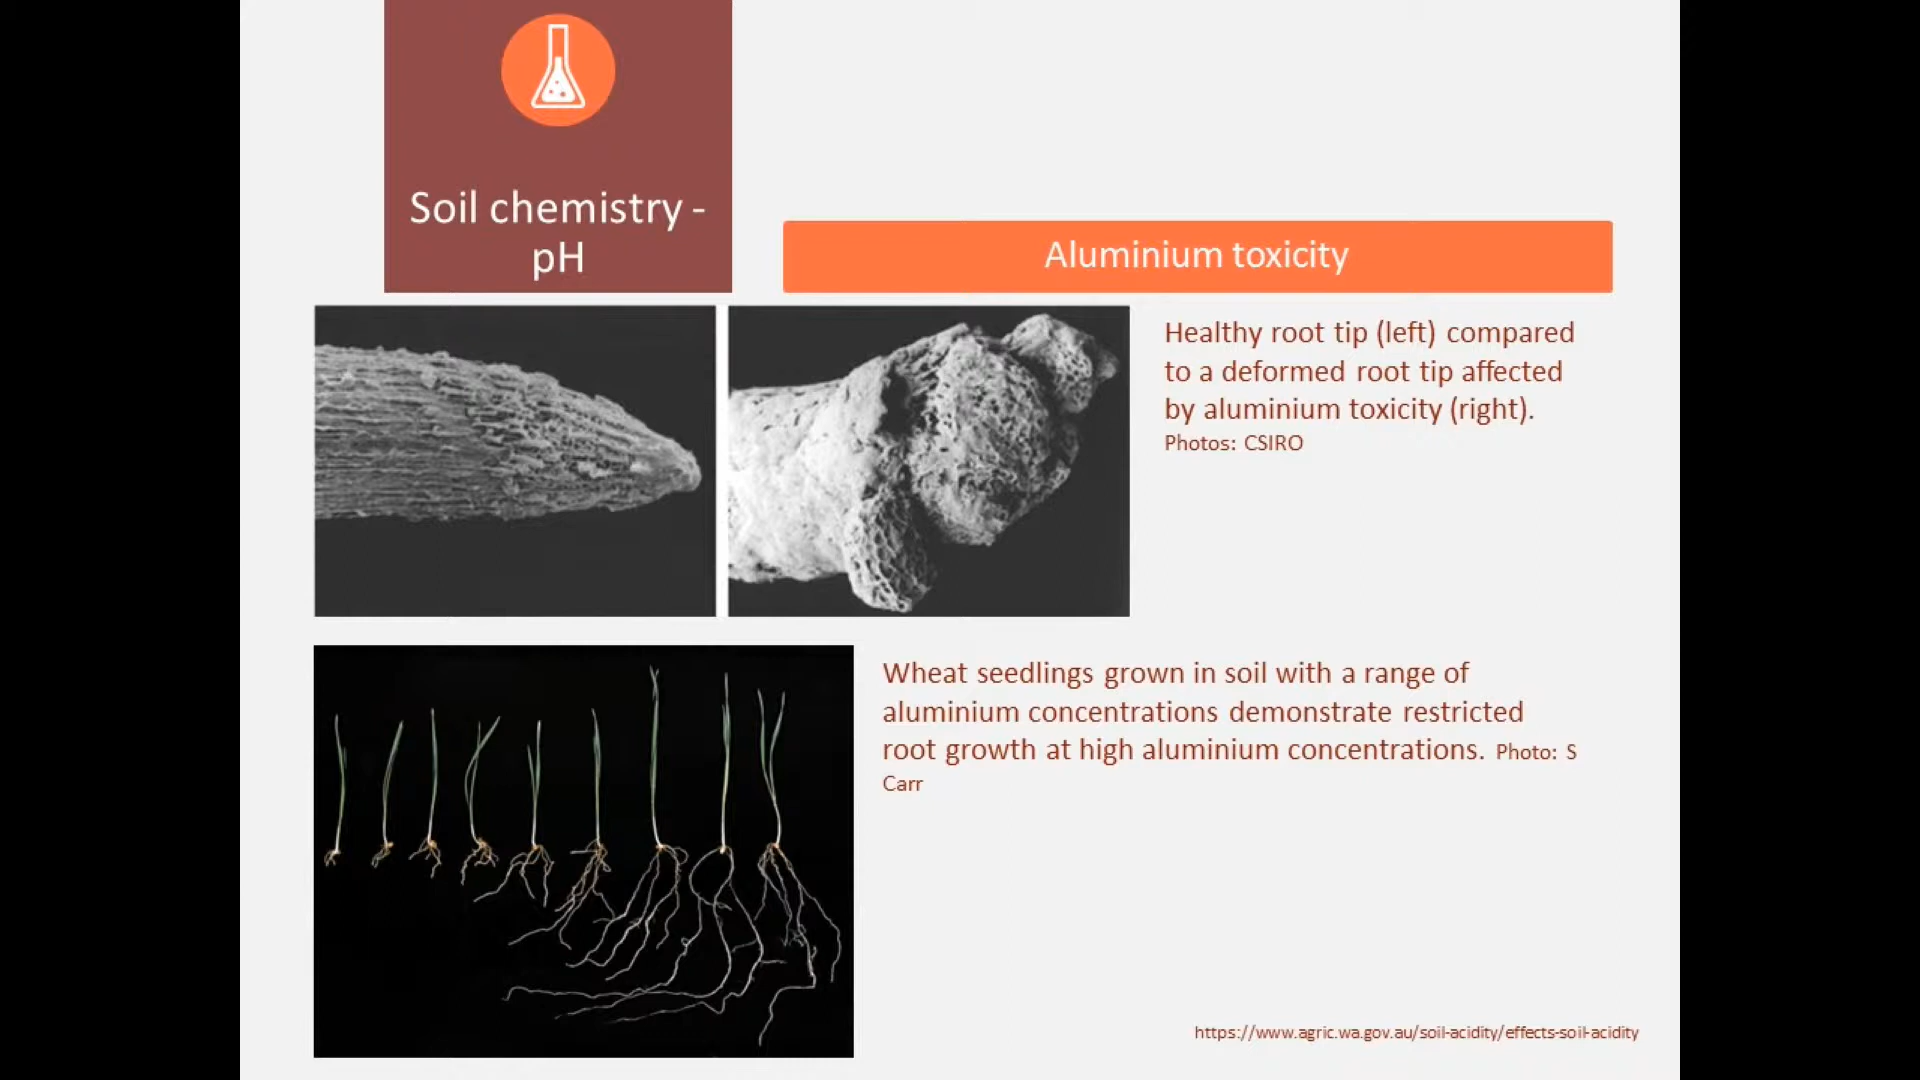 Soil chemistry -
pH
Aluminium toxicity
Healthy root tip (left) compared
to a deformed root tip affected
by aluminium toxicity (right).
Photos: CSIRO
Wheat seedlings grown in soil with a range of
aluminium concentrations demonstrate restricted
root growth at high aluminium concentrations. Photo: S
Carr
https://www.agric.wa.gov.au/soil-acidity/effects-soil-acidity